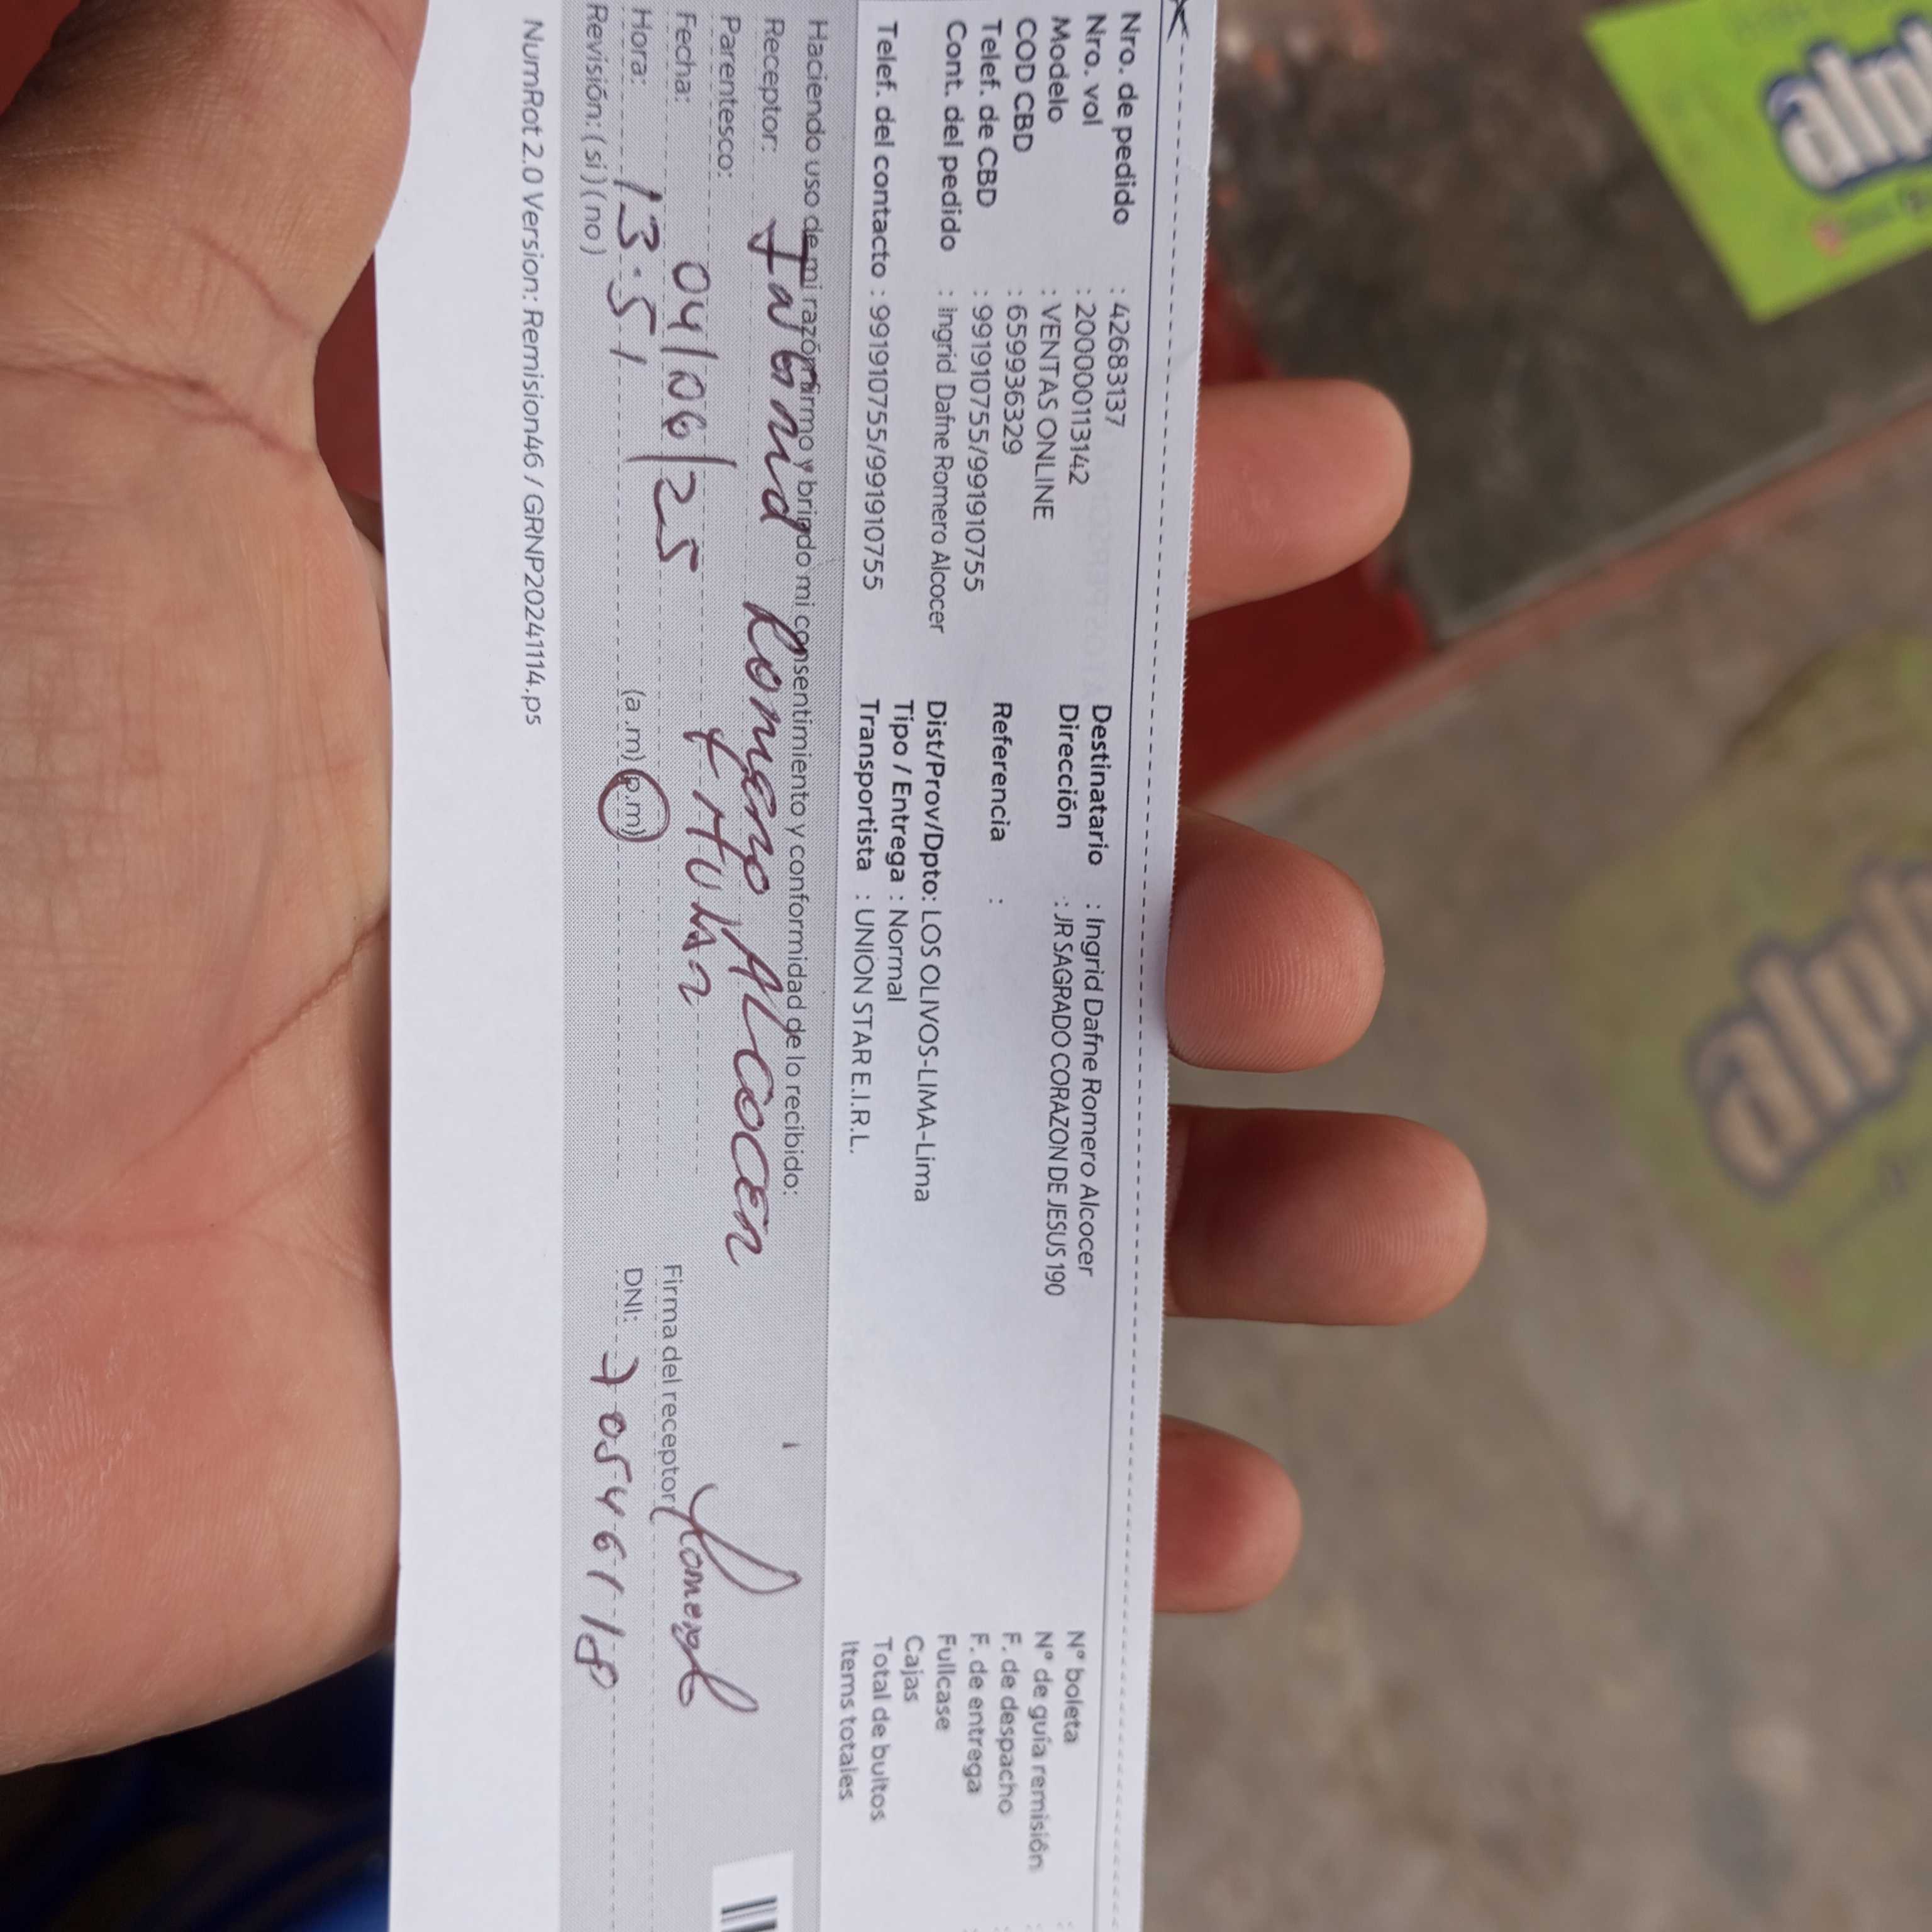 Nro. de pedido : 42683137
Nro. vol : 200000113142
Modelo : VENTAS ONLINE
COD CBD : 659936329
Telef. de CBD : 991910755/991910755
Cont. del pedido : Ingrid Dafne Romero Alcocer
Telef. del contacto : 991910755/991910755
Destinatario : Ingrid Dafne Romero Alcocer
Dirección : JR SAGRADO CORAZON DE JESUS 190
Referencia :
Dist/Prov/Dpto: LOS OLIVOS-LIMA-Lima
Tipo / Entrega : Normal
Transportista : UNION STAR E.I.R.L.
N° boleta :
N° de guía remisión :
F. de despacho
F. de entrega :
Fullcase
Cajas
Total de bultos
Items totales
Haciendo uso de mi razón firmo y brindo mi consentimiento y conformidad de lo recibido:
Receptor: Romero Alcocer
Parentesco: titular
Fecha: 04/06/25
Firma del receptor
Hora: 13:51 (a.m) (p.m)
DNI: 70546118
Revisión: (si) (no)
NumRot 2.0 Version: Remision46 / GRNP20241114.ps